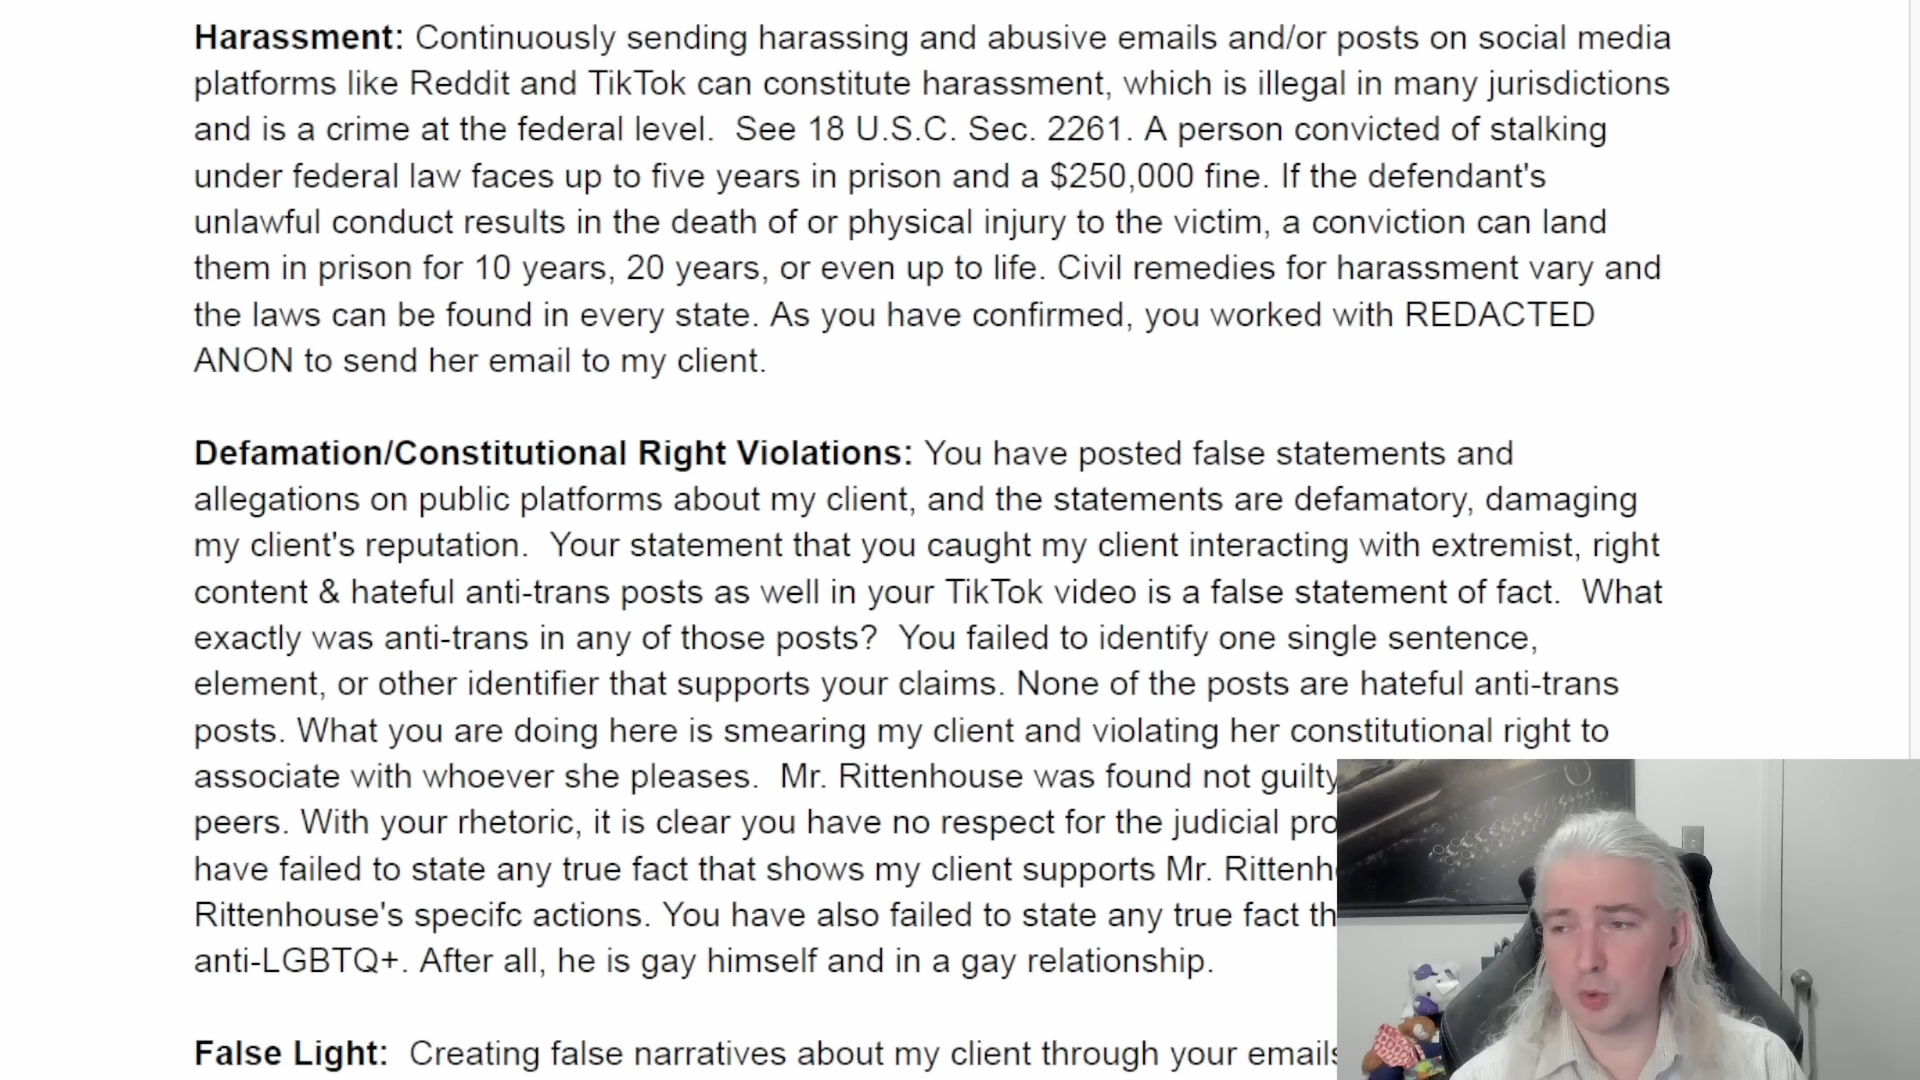 Harassment: Continuously sending harassing and abusive emails and/or posts on social media
platforms like Reddit and TikTok can constitute harassment, which is illegal in many jurisdictions
and is a crime at the federal level.  See 18 U.S.C. Sec. 2261. A person convicted of stalking
under federal law faces up to five years in prison and a $250,000 fine. If the defendant's
unlawful conduct results in the death of or physical injury to the victim, a conviction can land
them in prison for 10 years, 20 years, or even up to life. Civil remedies for harassment vary and
the laws can be found in every state. As you have confirmed, you worked with REDACTED
ANON to send her email to my client.
Defamation/Constitutional Right Violations: You have posted false statements and
allegations on public platforms about my client, and the statements are defamatory, damaging
my client's reputation.  Your statement that you caught my client interacting with extremist, right
content & hateful anti-trans posts as well in your TikTok video is a false statement of fact.  What
exactly was anti-trans in any of those posts?  You failed to identify one single sentence,
element, or other identifier that supports your claims. None of the posts are hateful anti-trans
posts. What you are doing here is smearing my client and violating her constitutional right to
associate with whoever she pleases.  Mr. Rittenhouse was found not guilty
peers. With your rhetoric, it is clear you have no respect for the judicial pro
have failed to state any true fact that shows my client supports Mr. Rittenh
Rittenhouse's specifc actions. You have also failed to state any true fact th
anti-LGBTQ+. After all, he is gay himself and in a gay relationship.
False Light:  Creating false narratives about my client through your emails